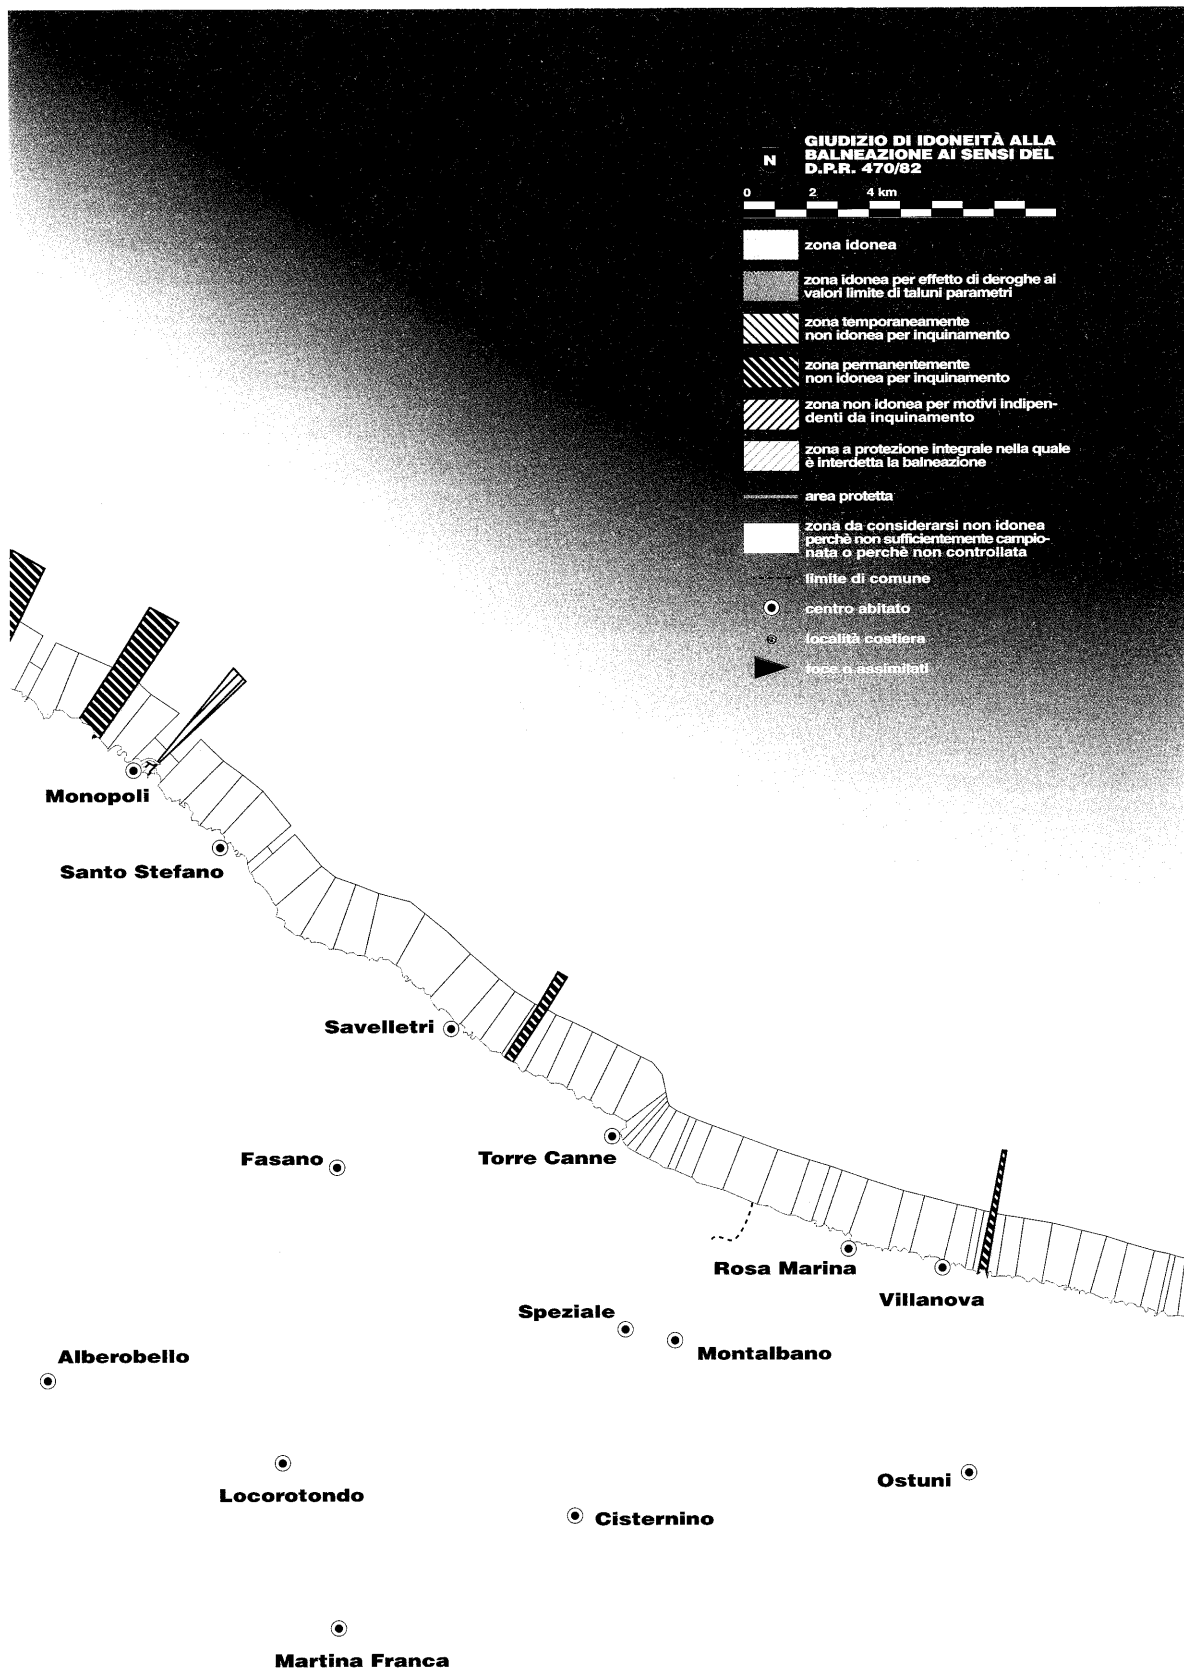 GIUDIZIO DI IDONEITÀ ALLA
BALNEAZIONE AI SENSI DEL
D.P.R. 470/82
N
0 2 4 km
zona idonea
zona idonea per effetto di deroghe ai
valori limite di taluni parametri
zona temporaneamente
non idonea per inquinamento
zona permanentemente
non idonea per inquinamento
zona non idonea per motivi indipen-
denti da inquinamento
zona a protezione integrale nella quale
è interdetta la balneazione
area protetta
zona da considerarsi non idonea
perchè non sufficientemente campio-
nata o perchè non controllata
limite di comune
centro abitato
località costiera
foce o assimilati
Monopoli
Santo Stefano
Savelletri
Fasano
Torre Canne
Rosa Marina
Villanova
Speziale
Montalbano
Alberobello
Locorotondo
Ostuni
Cisternino
Martina Franca